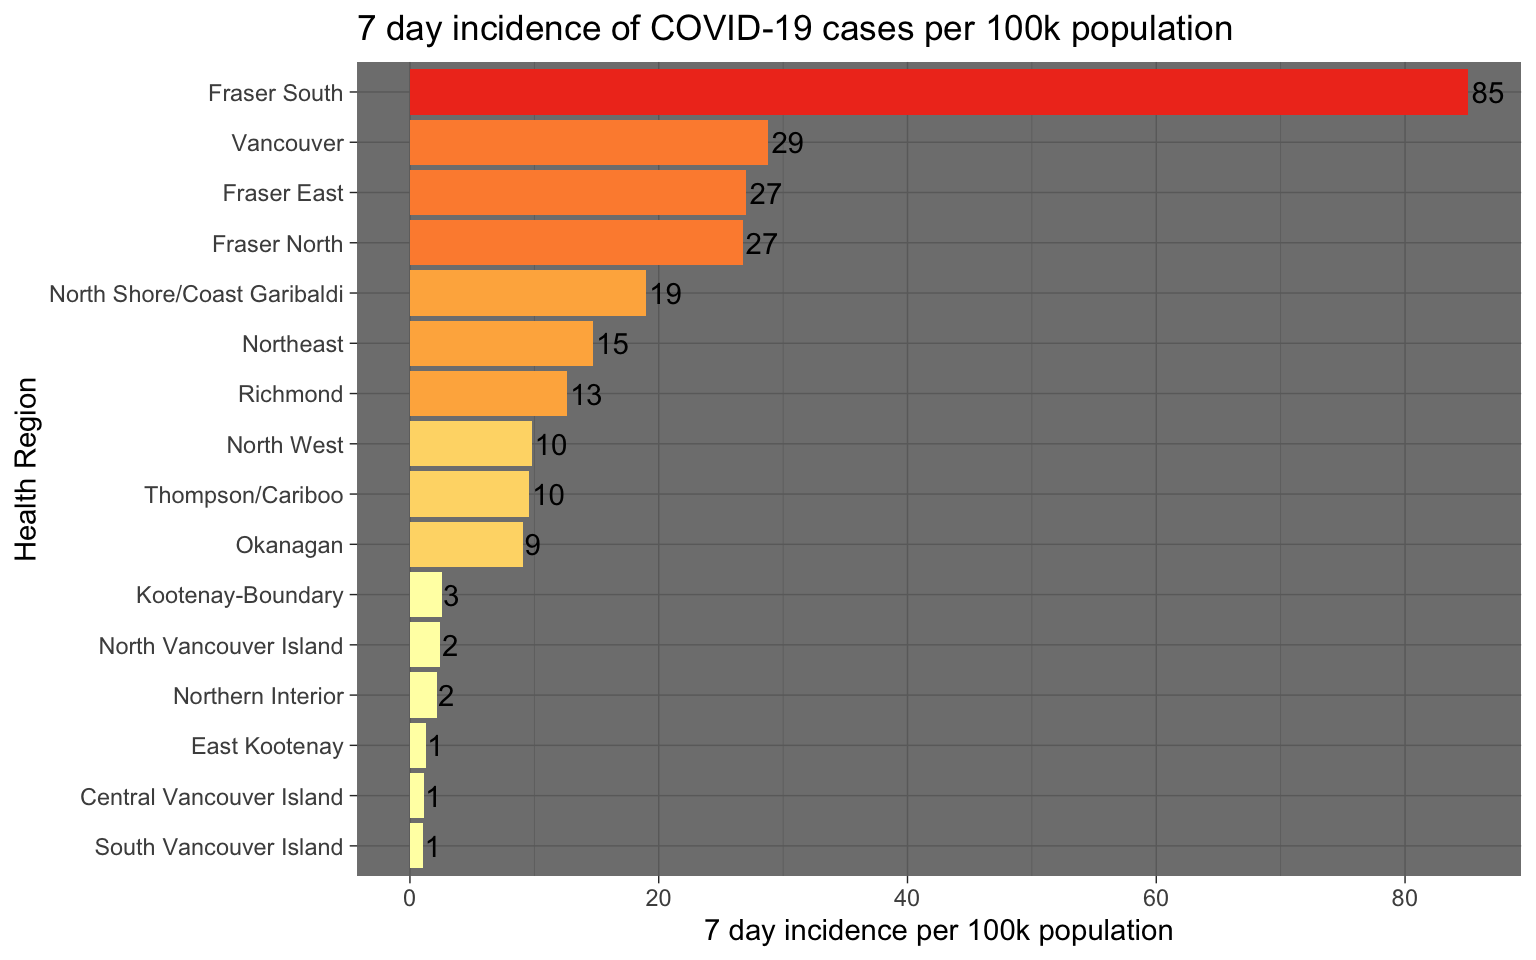 7 day incidence of COVID-19 cases per 100k population
Health Region
Fraser South 85
Vancouver 29
Fraser East 27
Fraser North 27
North Shore/Coast Garibaldi 19
Northeast 15
Richmond 13
North West 10
Thompson/Cariboo 10
Okanagan 9
Kootenay-Boundary 3
North Vancouver Island 2
Northern Interior 2
East Kootenay 1
Central Vancouver Island 1
South Vancouver Island 1
0 20 40 60 80
7 day incidence per 100k population